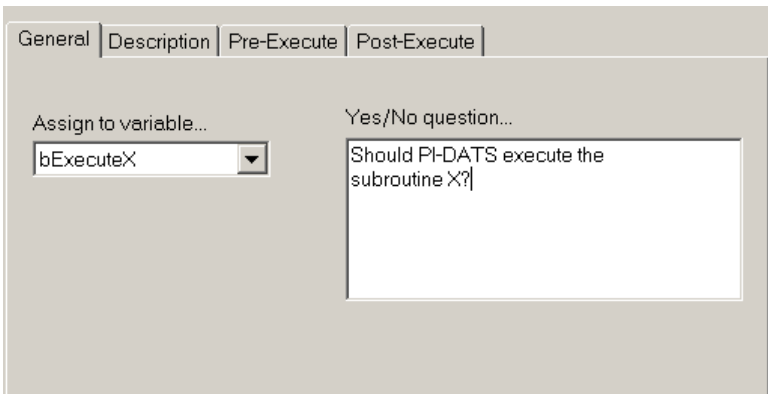 General Description Pre-Execute Post-Execute
Assign to variable...
bExecuteX
Yes/No question...
Should PI-DATS execute the
subroutine X?